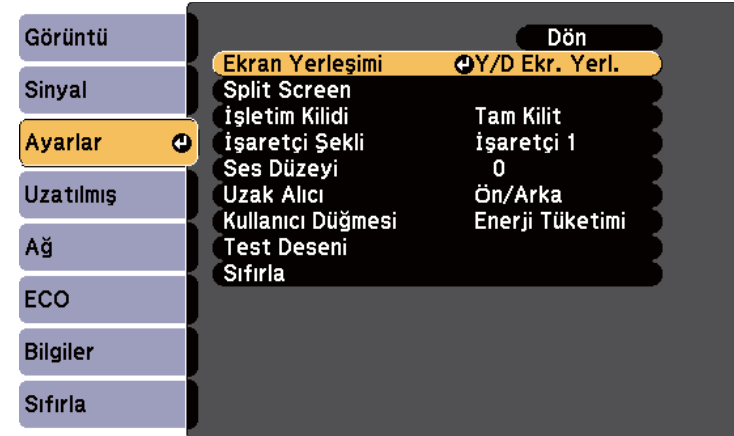 Görüntü
Sinyal
Ayarlar
Uzatılmış
Ağ
ECO
Bilgiler
Sıfırla
Dön
Ekran Yerleşimi Y/D Ekr. Yerl.
Split Screen
İşletim Kilidi Tam Kilit
İşaretçi Şekli İşaretçi 1
Ses Düzeyi 0
Uzak Alıcı Ön/Arka
Kullanıcı Düğmesi Enerji Tüketimi
Test Deseni
Sıfırla